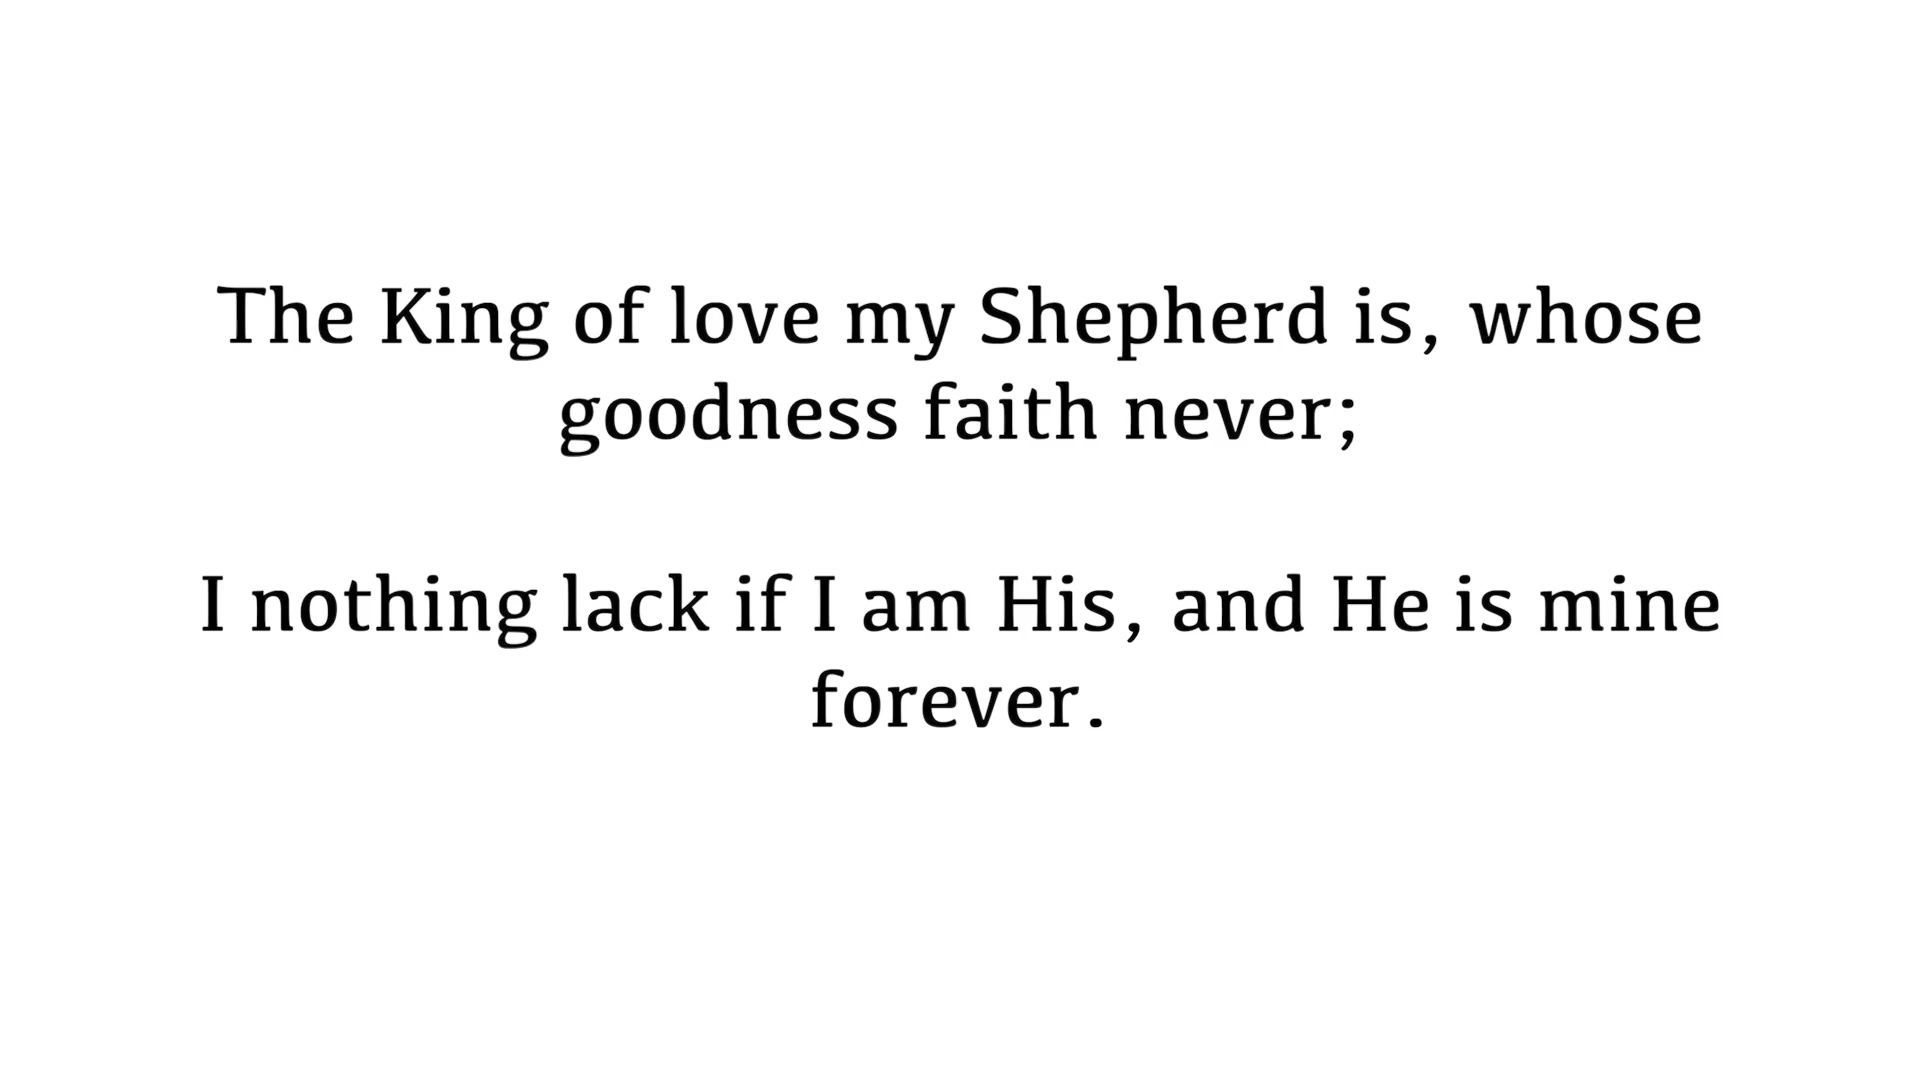 The King of love my Shepherd is, whose
goodness faith never;
I nothing lack if I am His, and He is mine
forever.